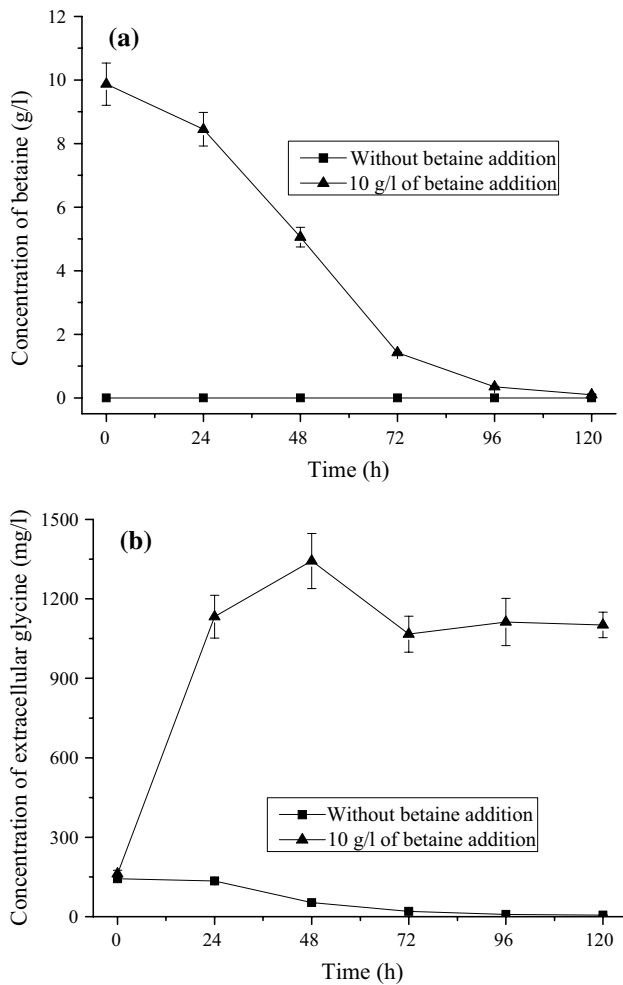 (a)
12
10
8
6
4
2
0
Concentration of betaine (g/l)
Without betaine addition
10 g/l of betaine addition
0 24 48 72 96 120
Time (h)
(b)
1500
1200
900
600
300
0
Concentration of extracellular glycine (mg/l)
Without betaine addition
10 g/l of betaine addition
0 24 48 72 96 120
Time (h)